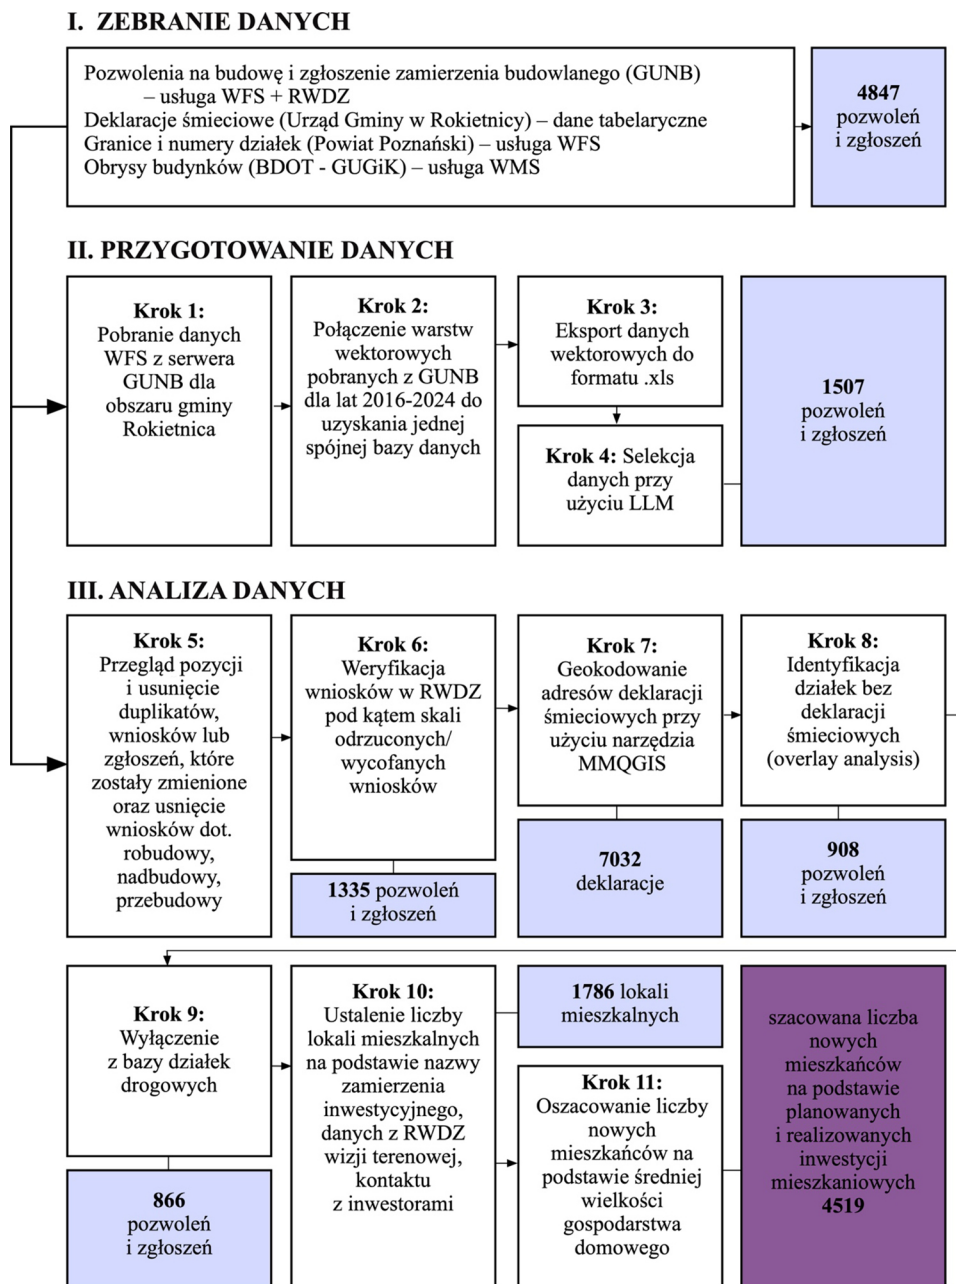 I. ZEBRANIE DANYCH
Pozwolenia na budowę i zgłoszenie zamierzenia budowlanego (GUNB)
– usługa WFS + RWDZ
Deklaracje śmieciowe (Urząd Gminy w Rokietnicy) – dane tabelaryczne
Granice i numery działek (Powiat Poznański) – usługa WFS
Obrysy budynków (BDOT - GUGiK) – usługa WMS
4847
pozwoleń
i zgłoszeń
II. PRZYGOTOWANIE DANYCH
Krok 1:
Pobranie danych
WFS z serwera
GUNB dla
obszaru gminy
Rokietnica
Krok 2:
Połączenie warstw
wektorowych
pobranych z GUNB
dla lat 2016-2024 do
uzyskania jednej
spójnej bazy danych
Krok 3:
Eksport danych
wektorowych do
formatu .xls
Krok 4: Selekcja
danych przy
użyciu LLM
1507
pozwoleń
i zgłoszeń
III. ANALIZA DANYCH
Krok 5:
Przegląd pozycji
i usunięcie
duplikatów,
wniosków lub
zgłoszeń, które
zostały zmienione
oraz usnięcie
wniosków dot.
robudowy,
nadbudowy,
przebudowy
Krok 6:
Weryfikacja
wniosków w RWDZ
pod kątem skali
odrzuconych/
wycofanych
wniosków
1335 pozwoleń
i zgłoszeń
Krok 7:
Geokodowanie
adresów deklaracji
śmieciowych przy
użyciu narzędzia
MMQGIS
7032
deklaracje
Krok 8:
Identyfikacja
działek bez
deklaracji
śmieciowych
(overlay analysis)
908
pozwoleń
i zgłoszeń
Krok 9:
Wyłączenie
z bazy działek
drogowych
866
pozwoleń
i zgłoszeń
Krok 10:
Ustalenie liczby
lokali mieszkalnych
na podstawie nazwy
zamierzenia
inwestycyjnego,
danych z RWDZ
wizji terenowej,
kontaktu
z inwestorami
1786 lokali
mieszkalnych
Krok 11:
Oszacowanie liczby
nowych
mieszkańców na
podstawie średniej
wielkości
gospodarstwa
domowego
szacowana liczba
nowych
mieszkańców
na podstawie
planowanych
i realizowanych
inwestycji
mieszkaniowych
4519